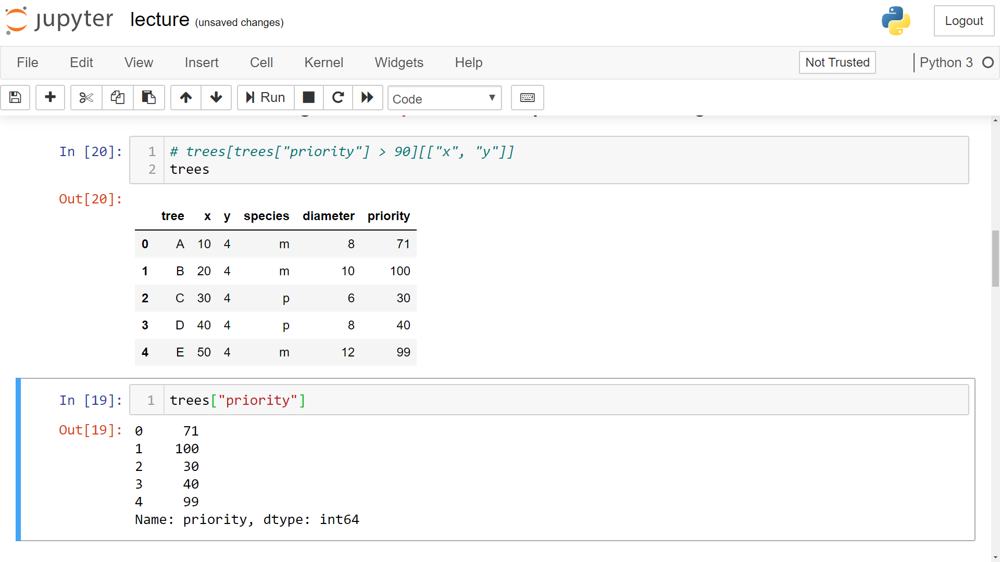 jupyter lecture (unsaved changes)
Logout
File Edit View Insert Cell Kernel Widgets Help Not Trusted Python 3
Run Code
In [20]: 1 # trees[trees["priority"] > 90][["x", "y"]]
2 trees
Out[20]:
tree x y species diameter priority
0 A 10 4 m 8 71
1 B 20 4 m 10 100
2 C 30 4 p 6 30
3 D 40 4 p 8 40
4 E 50 4 m 12 99
In [19]: 1 trees["priority"]
Out[19]: 0 71
1 100
2 30
3 40
4 99
Name: priority, dtype: int64